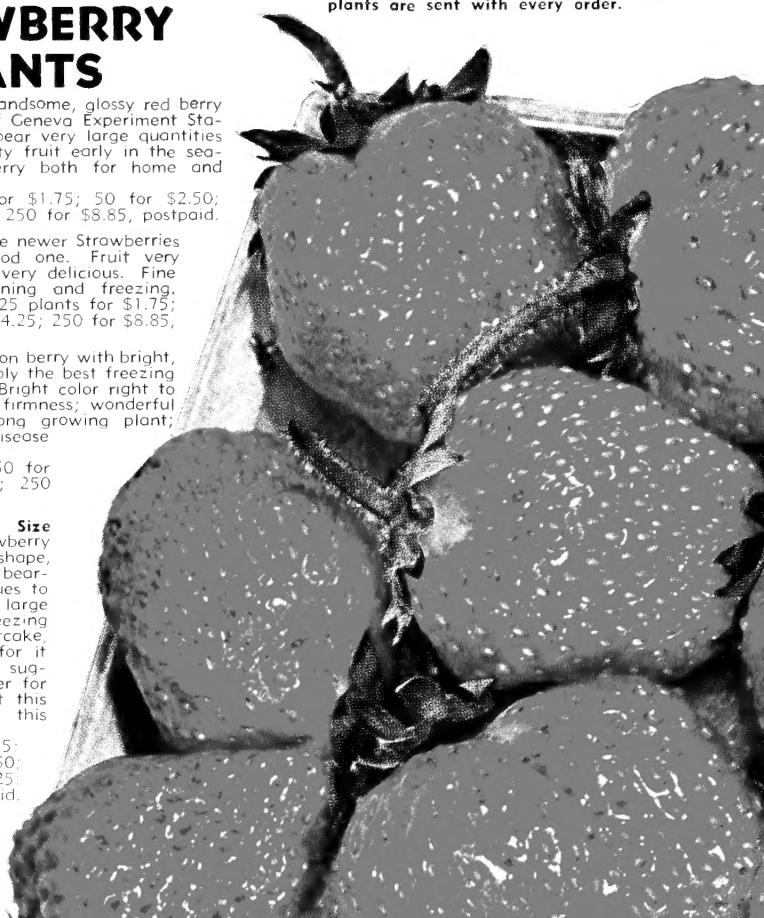 plants are sent with every order.
WBERRY
ANTS
andsome, glossy red berry
Geneva Experiment Sta-
bear very large quantities
ty fruit early in the sea-
erry both for home and
or $1.75; 50 for $2.50;
250 for $8.85, postpaid.
e newer Strawberries
od one. Fruit very
very delicious. Fine
ning and freezing.
25 plants for $1.75;
4.25; 250 for $8.85,
on berry with bright,
bly the best freezing
Bright color right to
firmness; wonderful
ong growing plant;
isease
50 for
; 250
Size
wberry
shape,
bear-
ues to
large
eezing
rcake,
for it
sug-
er for
t this
this
5:
50;
25:
id.